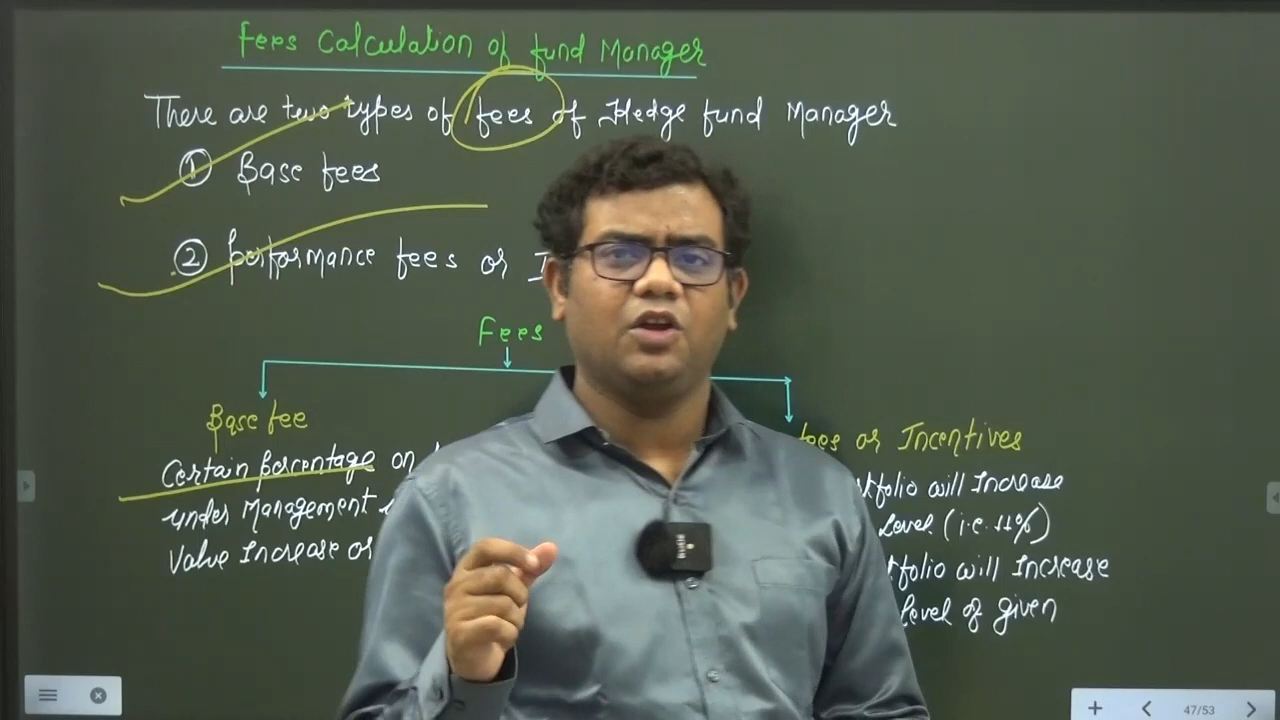 Fees Calculation of fund Manager
There are two types of fees of Hedge fund Manager
① Base fees
② Performance fees or
Fees
Base fee
fees or Incentives
Certain percentage on
under Management
Value Increase or
will Increase
Level (i.e. 11%)
will Increase
Level of given
47/53